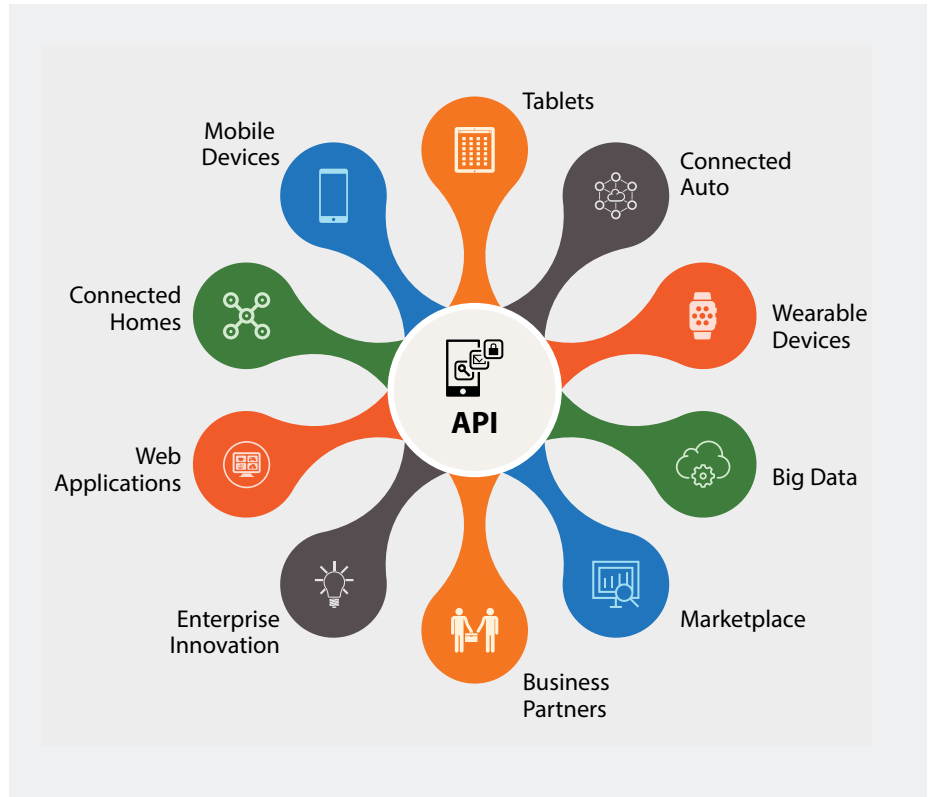 Tablets
Mobile
Devices
Connected
Auto
Connected
Homes
Wearable
Devices
API
Web
Applications
Big Data
Enterprise
Innovation
Marketplace
Business
Partners